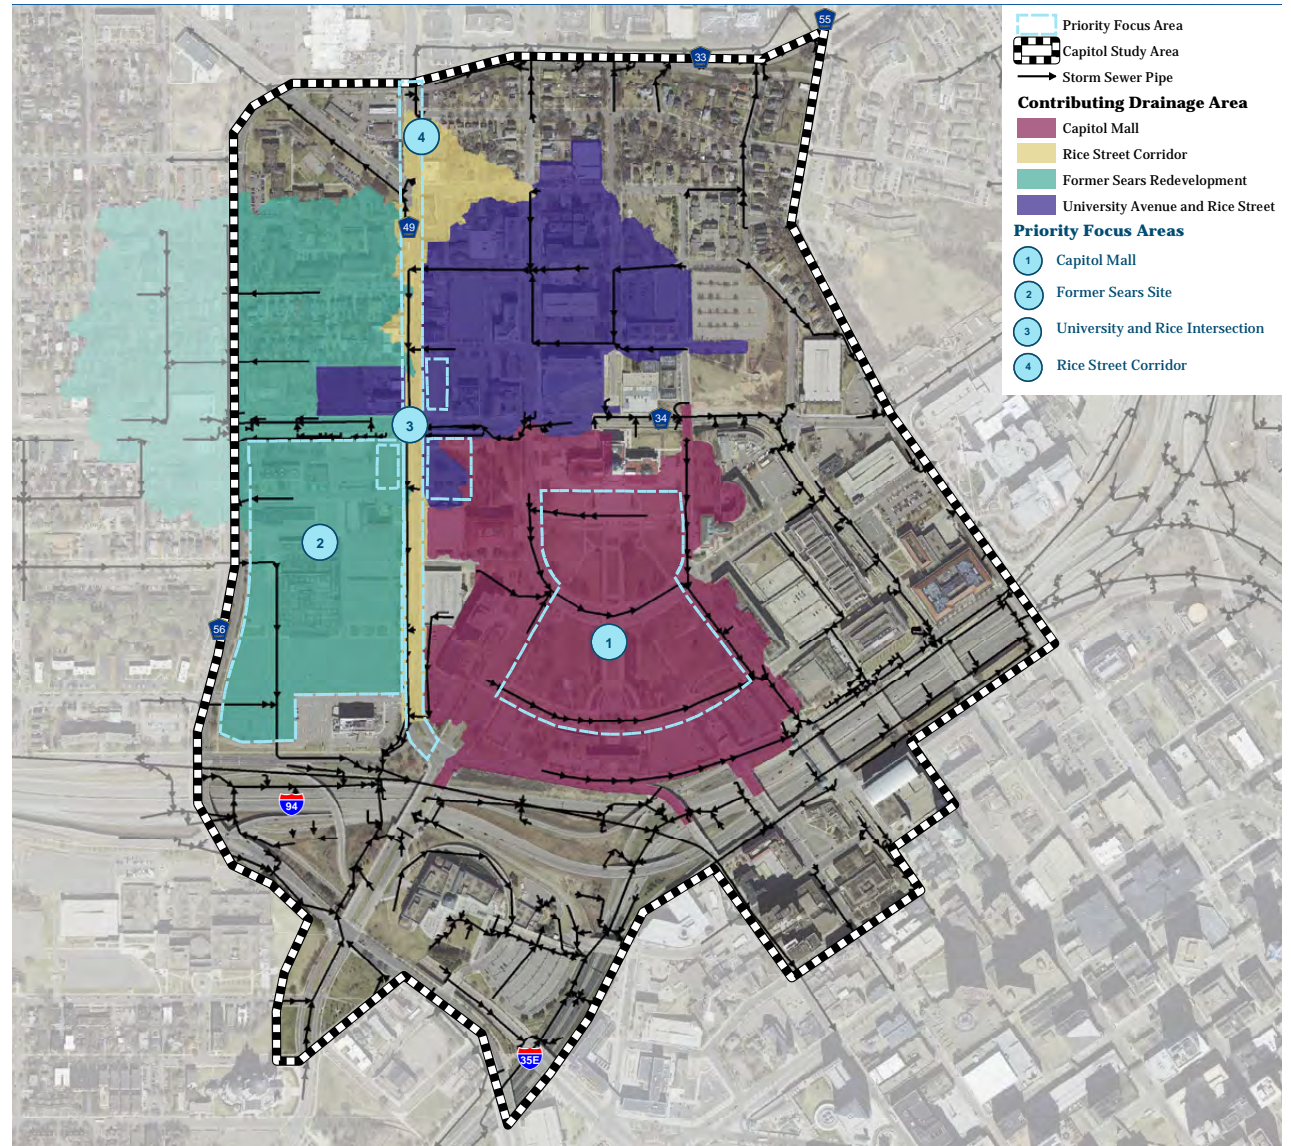 55
33
Priority Focus Area
Capitol Study Area
Storm Sewer Pipe
Contributing Drainage Area
Capitol Mall
Rice Street Corridor
Former Sears Redevelopment
University Avenue and Rice Street
Priority Focus Areas
1 Capitol Mall
2 Former Sears Site
3 University and Rice Intersection
4 Rice Street Corridor
4
49
34
3
2
56
1
94
35E